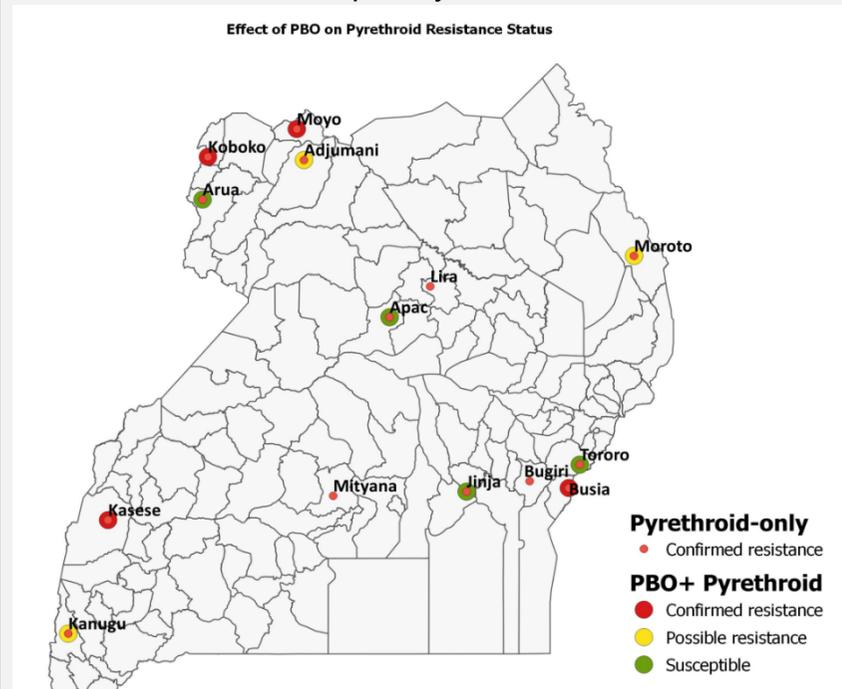 Effect of PBO on Pyrethroid Resistance Status
Moyo
Koboko
Adjumani
Arua
Moroto
Lira
Apac
Tororo
Bugiri
Jinja
Mityana
Busia
Kasese
Kanugu
Pyrethroid-only
Confirmed resistance
PBO+ Pyrethroid
Confirmed resistance
Possible resistance
Susceptible